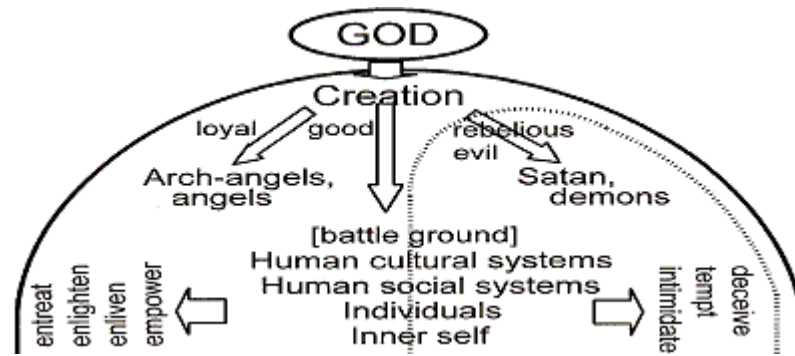 GOD
Creation
loyal good rebelious
evil
Arch-angels,
angels
Satan,
demons
[battle ground]
Human cultural systems
Human social systems
Individuals
Inner self
entreat
enlighten
enliven
empower
intimidate
tempt
deceive